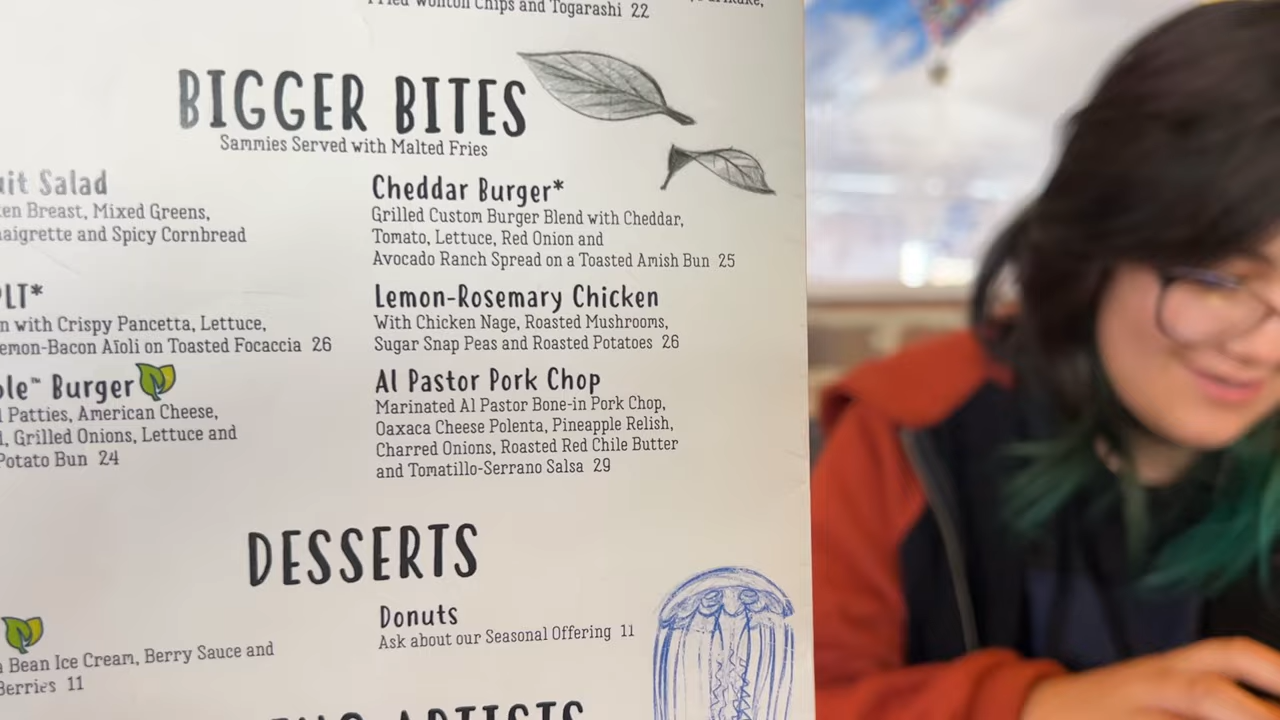 Wonton Chips and Togarashi 22
BIGGER BITES
Sammies Served with Malted Fries
Salad
Breast, Mixed Greens,
and Spicy Cornbread
with Crispy Pancetta, Lettuce,
on Toasted Focaccia 26
Burger
Patties, American Cheese,
Grilled Onions, Lettuce and
Potato Bun 24
Cheddar Burger*
Grilled Custom Burger Blend with Cheddar,
Tomato, Lettuce, Red Onion and
Avocado Ranch Spread on a Toasted Amish Bun 25
Lemon-Rosemary Chicken
With Chicken Nage, Roasted Mushrooms,
Sugar Snap Peas and Roasted Potatoes 26
Al Pastor Pork Chop
Marinated Al Pastor Bone-in Pork Chop,
Oaxaca Cheese Polenta, Pineapple Relish,
Charred Onions, Roasted Red Chile Butter
and Tomatillo-Serrano Salsa 29
DESSERTS
Bean Ice Cream, Berry Sauce and
Berries 11
Donuts
Ask about our Seasonal Offering 11
ARTISTS